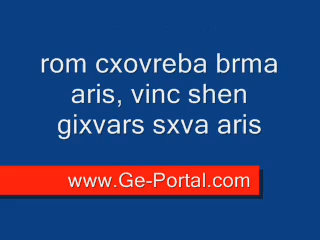 rom cxovreba brma
aris, vinc shen
gixvars sxva aris
www.Ge-Portal.com